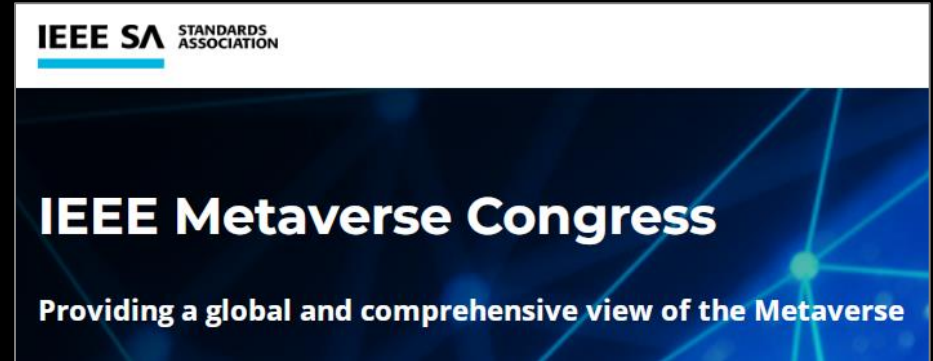 IEEE SA STANDARDS
ASSOCIATION
IEEE Metaverse Congress
Providing a global and comprehensive view of the Metaverse